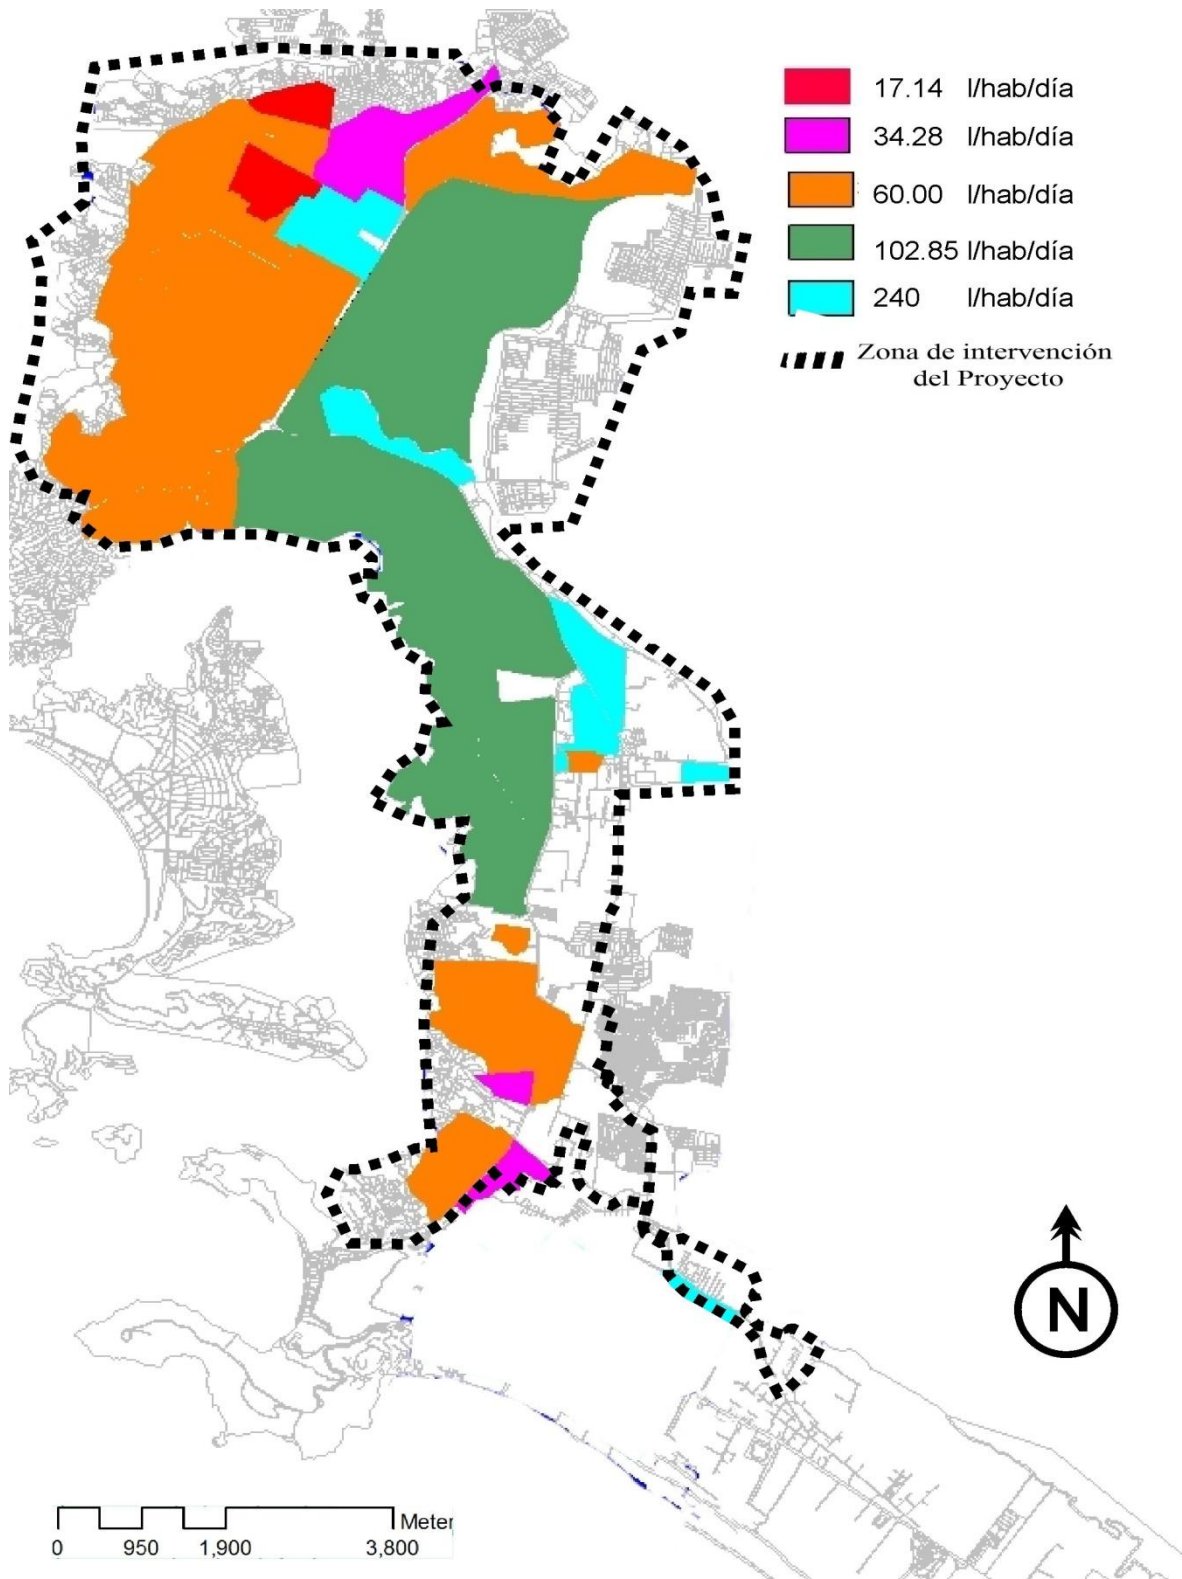 17.14 l/hab/día
34.28 l/hab/día
60.00 l/hab/día
102.85 l/hab/día
240 l/hab/día
Zona de intervención
del Proyecto
N
Meter
0 950 1,900 3,800